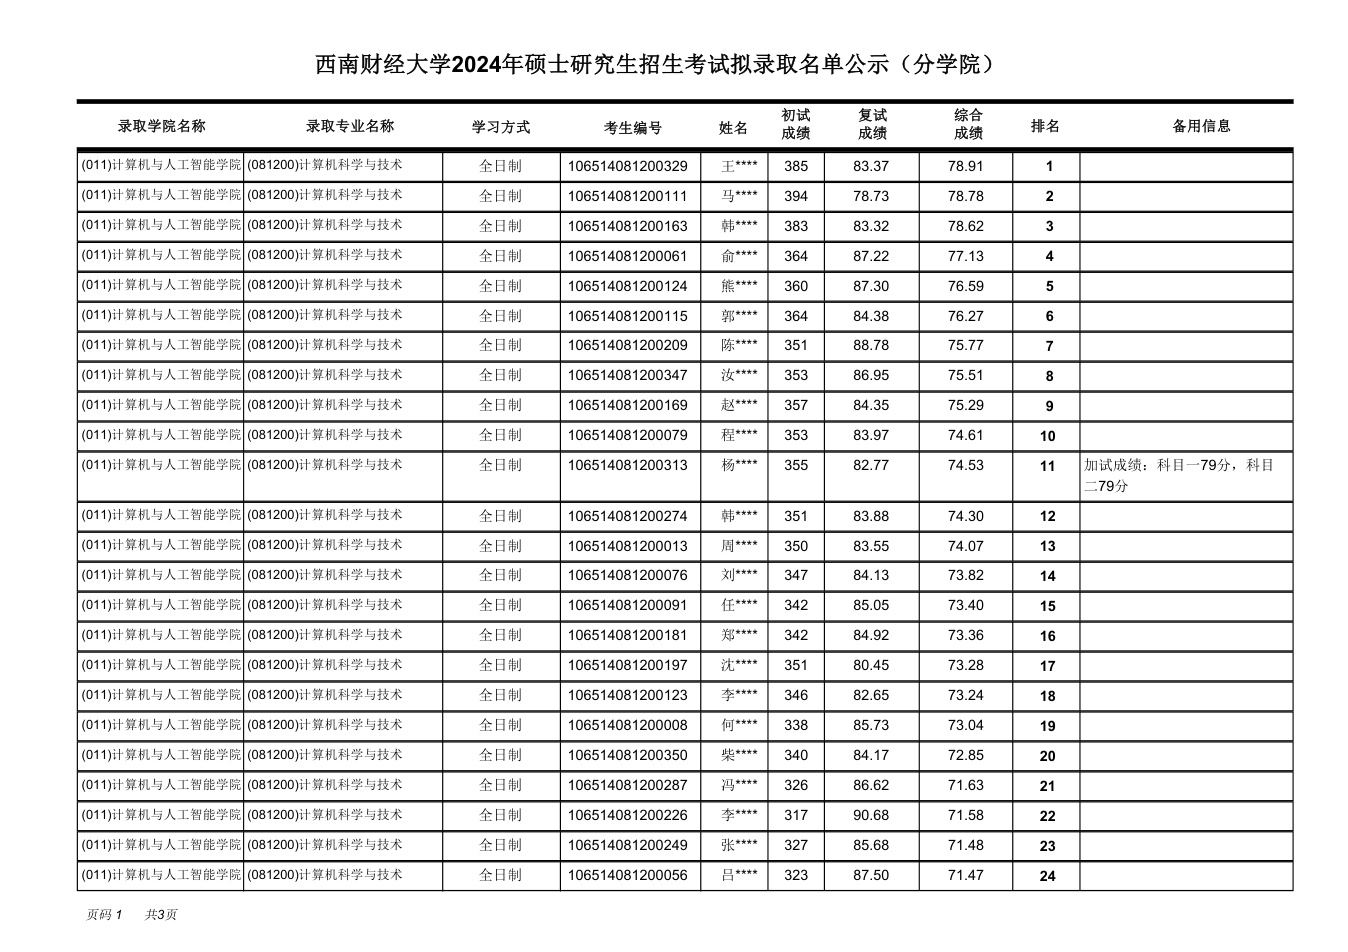 西南财经大学2024年硕士研究生招生考试拟录取名单公示（分学院）
录取学院名称 录取专业名称 学习方式 考生编号 姓名 初试成绩 复试成绩 综合成绩 排名 备用信息
(011)计算机与人工智能学院 (081200)计算机科学与技术 全日制 106514081200329 王**** 385 83.37 78.91 1
(011)计算机与人工智能学院 (081200)计算机科学与技术 全日制 106514081200111 马**** 394 78.73 78.78 2
(011)计算机与人工智能学院 (081200)计算机科学与技术 全日制 106514081200163 韩**** 383 83.32 78.62 3
(011)计算机与人工智能学院 (081200)计算机科学与技术 全日制 106514081200061 俞**** 364 87.22 77.13 4
(011)计算机与人工智能学院 (081200)计算机科学与技术 全日制 106514081200124 熊**** 360 87.30 76.59 5
(011)计算机与人工智能学院 (081200)计算机科学与技术 全日制 106514081200115 郭**** 364 84.38 76.27 6
(011)计算机与人工智能学院 (081200)计算机科学与技术 全日制 106514081200209 陈**** 351 88.78 75.77 7
(011)计算机与人工智能学院 (081200)计算机科学与技术 全日制 106514081200347 汝**** 353 86.95 75.51 8
(011)计算机与人工智能学院 (081200)计算机科学与技术 全日制 106514081200169 赵**** 357 84.35 75.29 9
(011)计算机与人工智能学院 (081200)计算机科学与技术 全日制 106514081200079 程**** 353 83.97 74.61 10
(011)计算机与人工智能学院 (081200)计算机科学与技术 全日制 106514081200313 杨**** 355 82.77 74.53 11 加试成绩：科目一79分，科目
二79分
(011)计算机与人工智能学院 (081200)计算机科学与技术 全日制 106514081200274 韩**** 351 83.88 74.30 12
(011)计算机与人工智能学院 (081200)计算机科学与技术 全日制 106514081200013 周**** 350 83.55 74.07 13
(011)计算机与人工智能学院 (081200)计算机科学与技术 全日制 106514081200076 刘**** 347 84.13 73.82 14
(011)计算机与人工智能学院 (081200)计算机科学与技术 全日制 106514081200091 任**** 342 85.05 73.40 15
(011)计算机与人工智能学院 (081200)计算机科学与技术 全日制 106514081200181 郑**** 342 84.92 73.36 16
(011)计算机与人工智能学院 (081200)计算机科学与技术 全日制 106514081200197 沈**** 351 80.45 73.28 17
(011)计算机与人工智能学院 (081200)计算机科学与技术 全日制 106514081200123 李**** 346 82.65 73.24 18
(011)计算机与人工智能学院 (081200)计算机科学与技术 全日制 106514081200008 何**** 338 85.73 73.04 19
(011)计算机与人工智能学院 (081200)计算机科学与技术 全日制 106514081200350 柴**** 340 84.17 72.85 20
(011)计算机与人工智能学院 (081200)计算机科学与技术 全日制 106514081200287 冯**** 326 86.62 71.63 21
(011)计算机与人工智能学院 (081200)计算机科学与技术 全日制 106514081200226 李**** 317 90.68 71.58 22
(011)计算机与人工智能学院 (081200)计算机科学与技术 全日制 106514081200249 张**** 327 85.68 71.48 23
(011)计算机与人工智能学院 (081200)计算机科学与技术 全日制 106514081200056 吕**** 323 87.50 71.47 24
页码 1 共3页